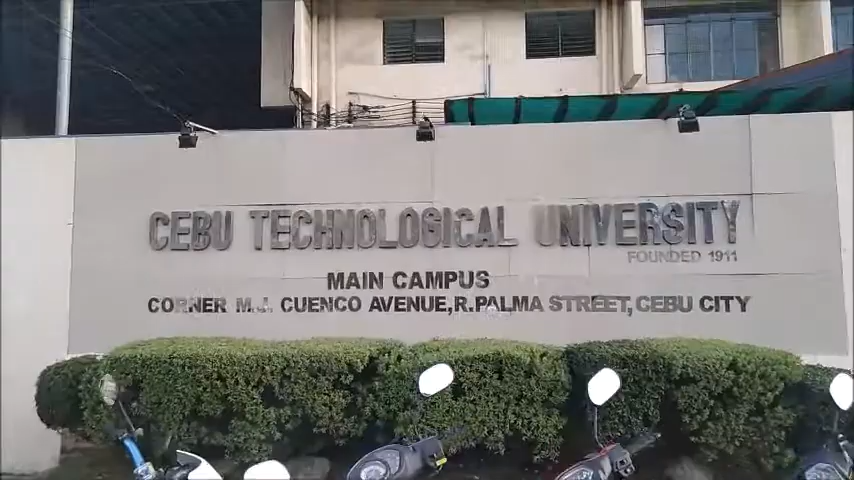 CEBU TECHNOLOGICAL UNIVERSITY
FOUNDED 1911
MAIN CAMPUS
CORNER M.J. CUENCO AVENUE,R.PALMA STREET, CEBU CITY